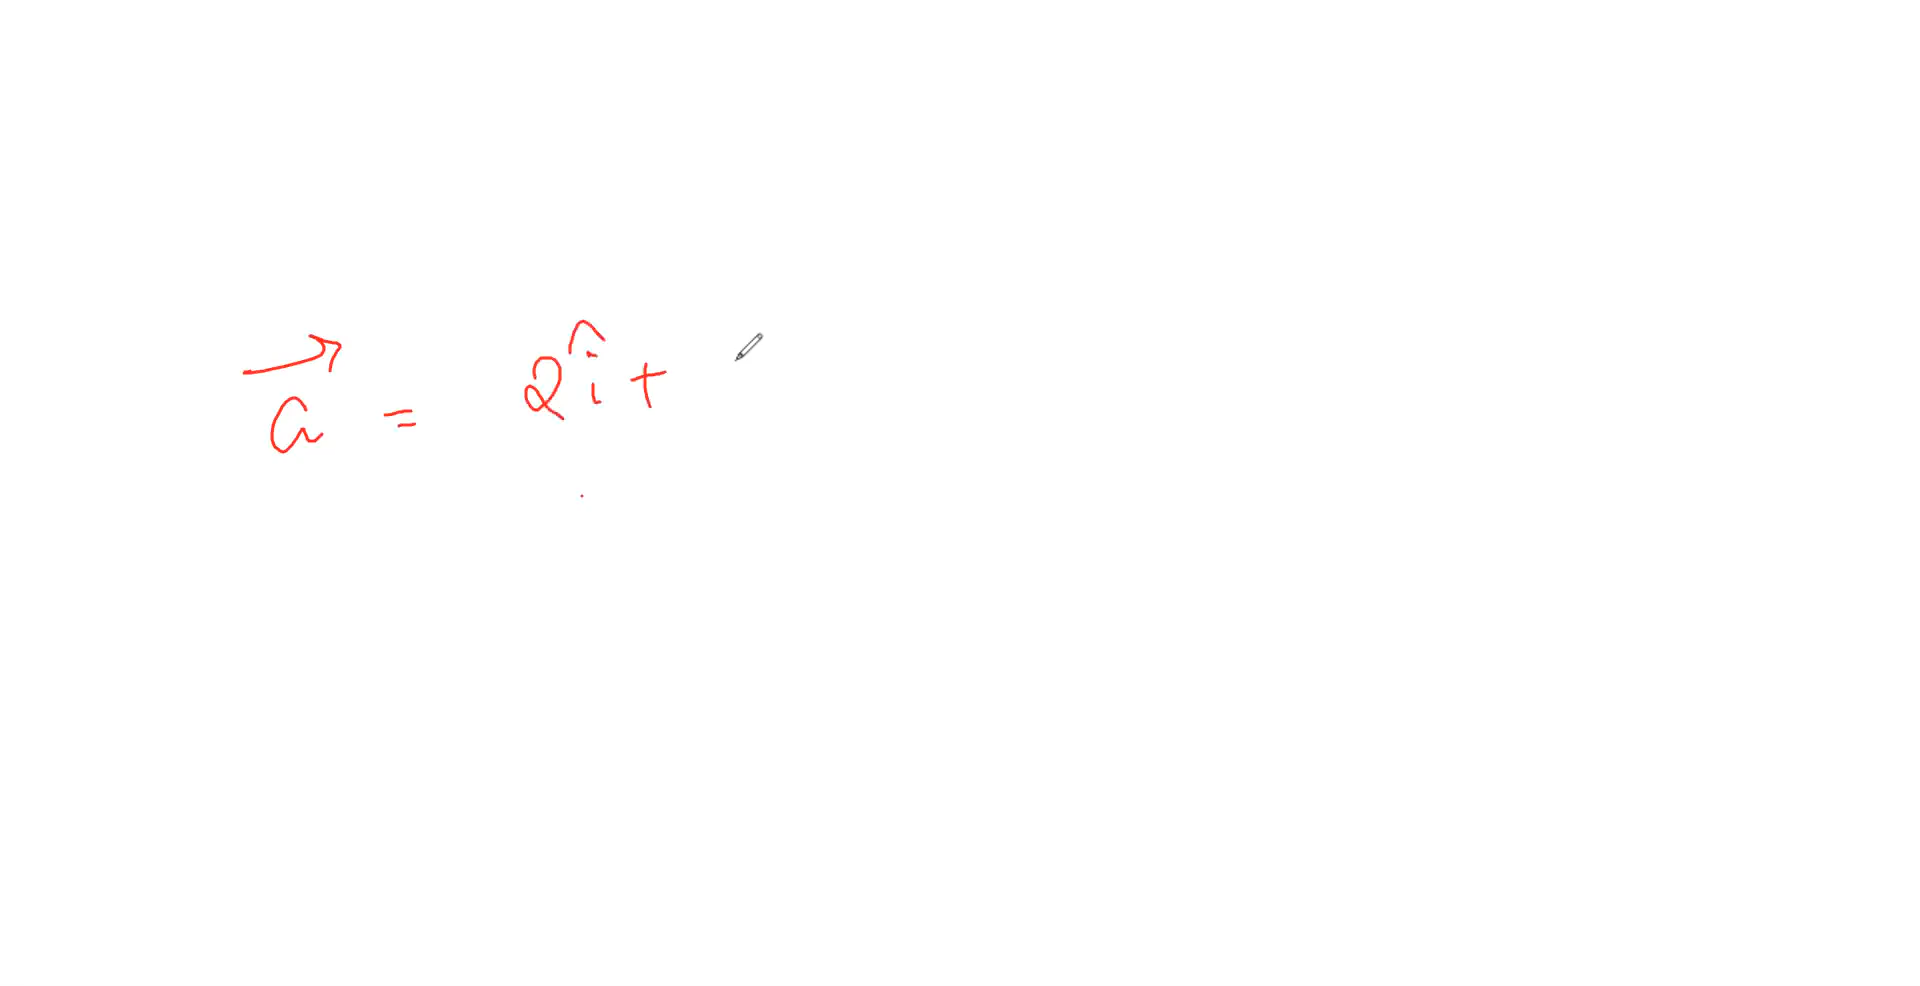 a⃗ = 2î +